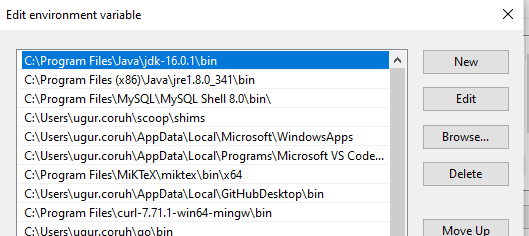 Edit environment variable
C:\Program Files\Java\jdk-16.0.1\bin
New
C:\Program Files (x86)\Java\jre1.8.0_341\bin
C:\Program Files\MySQL\MySQL Shell 8.0\bin\
Edit
C:\Users\ugur.coruh\scoop\shims
C:\Users\ugur.coruh\AppData\Local\Microsoft\WindowsApps
Browse...
C:\Users\ugur.coruh\AppData\Local\Programs\Microsoft VS Code...
C:\Program Files\MiKTeX\miktex\bin\x64
Delete
C:\Users\ugur.coruh\AppData\Local\GitHubDesktop\bin
C:\Program Files\curl-7.71.1-win64-mingw\bin
C:\Users\ugur.coruh\go\bin
Move Up